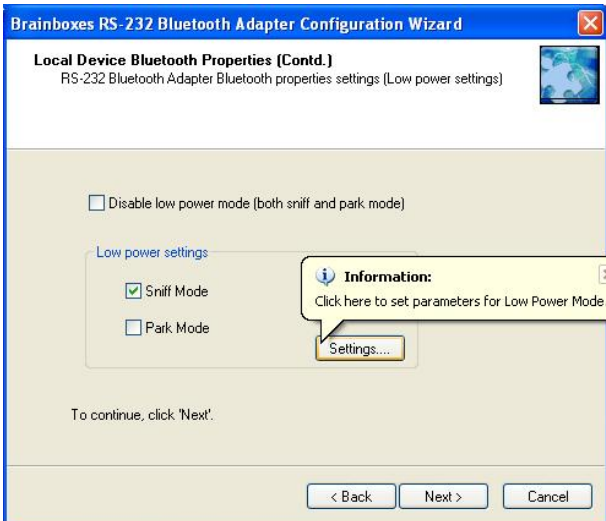 Brainboxes RS-232 Bluetooth Adapter Configuration Wizard
Local Device Bluetooth Properties (Contd.)
RS-232 Bluetooth Adapter Bluetooth properties settings (Low power settings)
Disable low power mode (both sniff and park mode)
Low power settings
Information:
Click here to set parameters for Low Power Mode
Sniff Mode
Park Mode
Settings....
To continue, click 'Next'.
< Back
Next >
Cancel